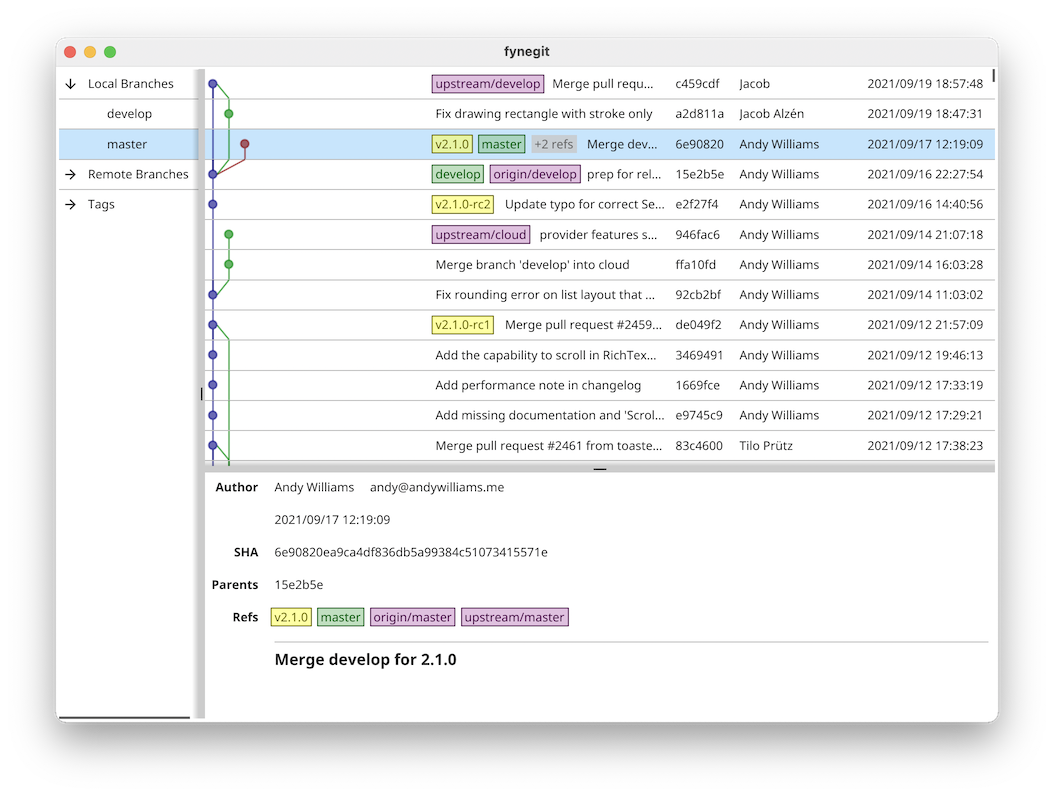 fynegit
Local Branches
develop
master
Remote Branches
Tags
upstream/develop Merge pull requ... c459cdf Jacob 2021/09/19 18:57:48
Fix drawing rectangle with stroke only a2d811a Jacob Alzén 2021/09/19 18:47:31
v2.1.0 master +2 refs Merge dev... 6e90820 Andy Williams 2021/09/17 12:19:09
develop origin/develop prep for rel... 15e2b5e Andy Williams 2021/09/16 22:27:54
v2.1.0-rc2 Update typo for correct Se... e2f27f4 Andy Williams 2021/09/16 14:40:56
upstream/cloud provider features s... 946fac6 Andy Williams 2021/09/14 21:07:18
Merge branch 'develop' into cloud ffa10fd Andy Williams 2021/09/14 16:03:28
Fix rounding error on list layout that ... 92cb2bf Andy Williams 2021/09/14 11:03:02
v2.1.0-rc1 Merge pull request #2459... de049f2 Andy Williams 2021/09/12 21:57:09
Add the capability to scroll in RichTex... 3469491 Andy Williams 2021/09/12 19:46:13
Add performance note in changelog 1669fce Andy Williams 2021/09/12 17:33:19
Add missing documentation and 'Scrol... e9745c9 Andy Williams 2021/09/12 17:29:21
Merge pull request #2461 from toaste... 83c4600 Tilo Prütz 2021/09/12 17:38:23
Author Andy Williams andy@andywilliams.me
2021/09/17 12:19:09
SHA 6e90820ea9ca4df836db5a99384c51073415571e
Parents 15e2b5e
Refs v2.1.0 master origin/master upstream/master
Merge develop for 2.1.0